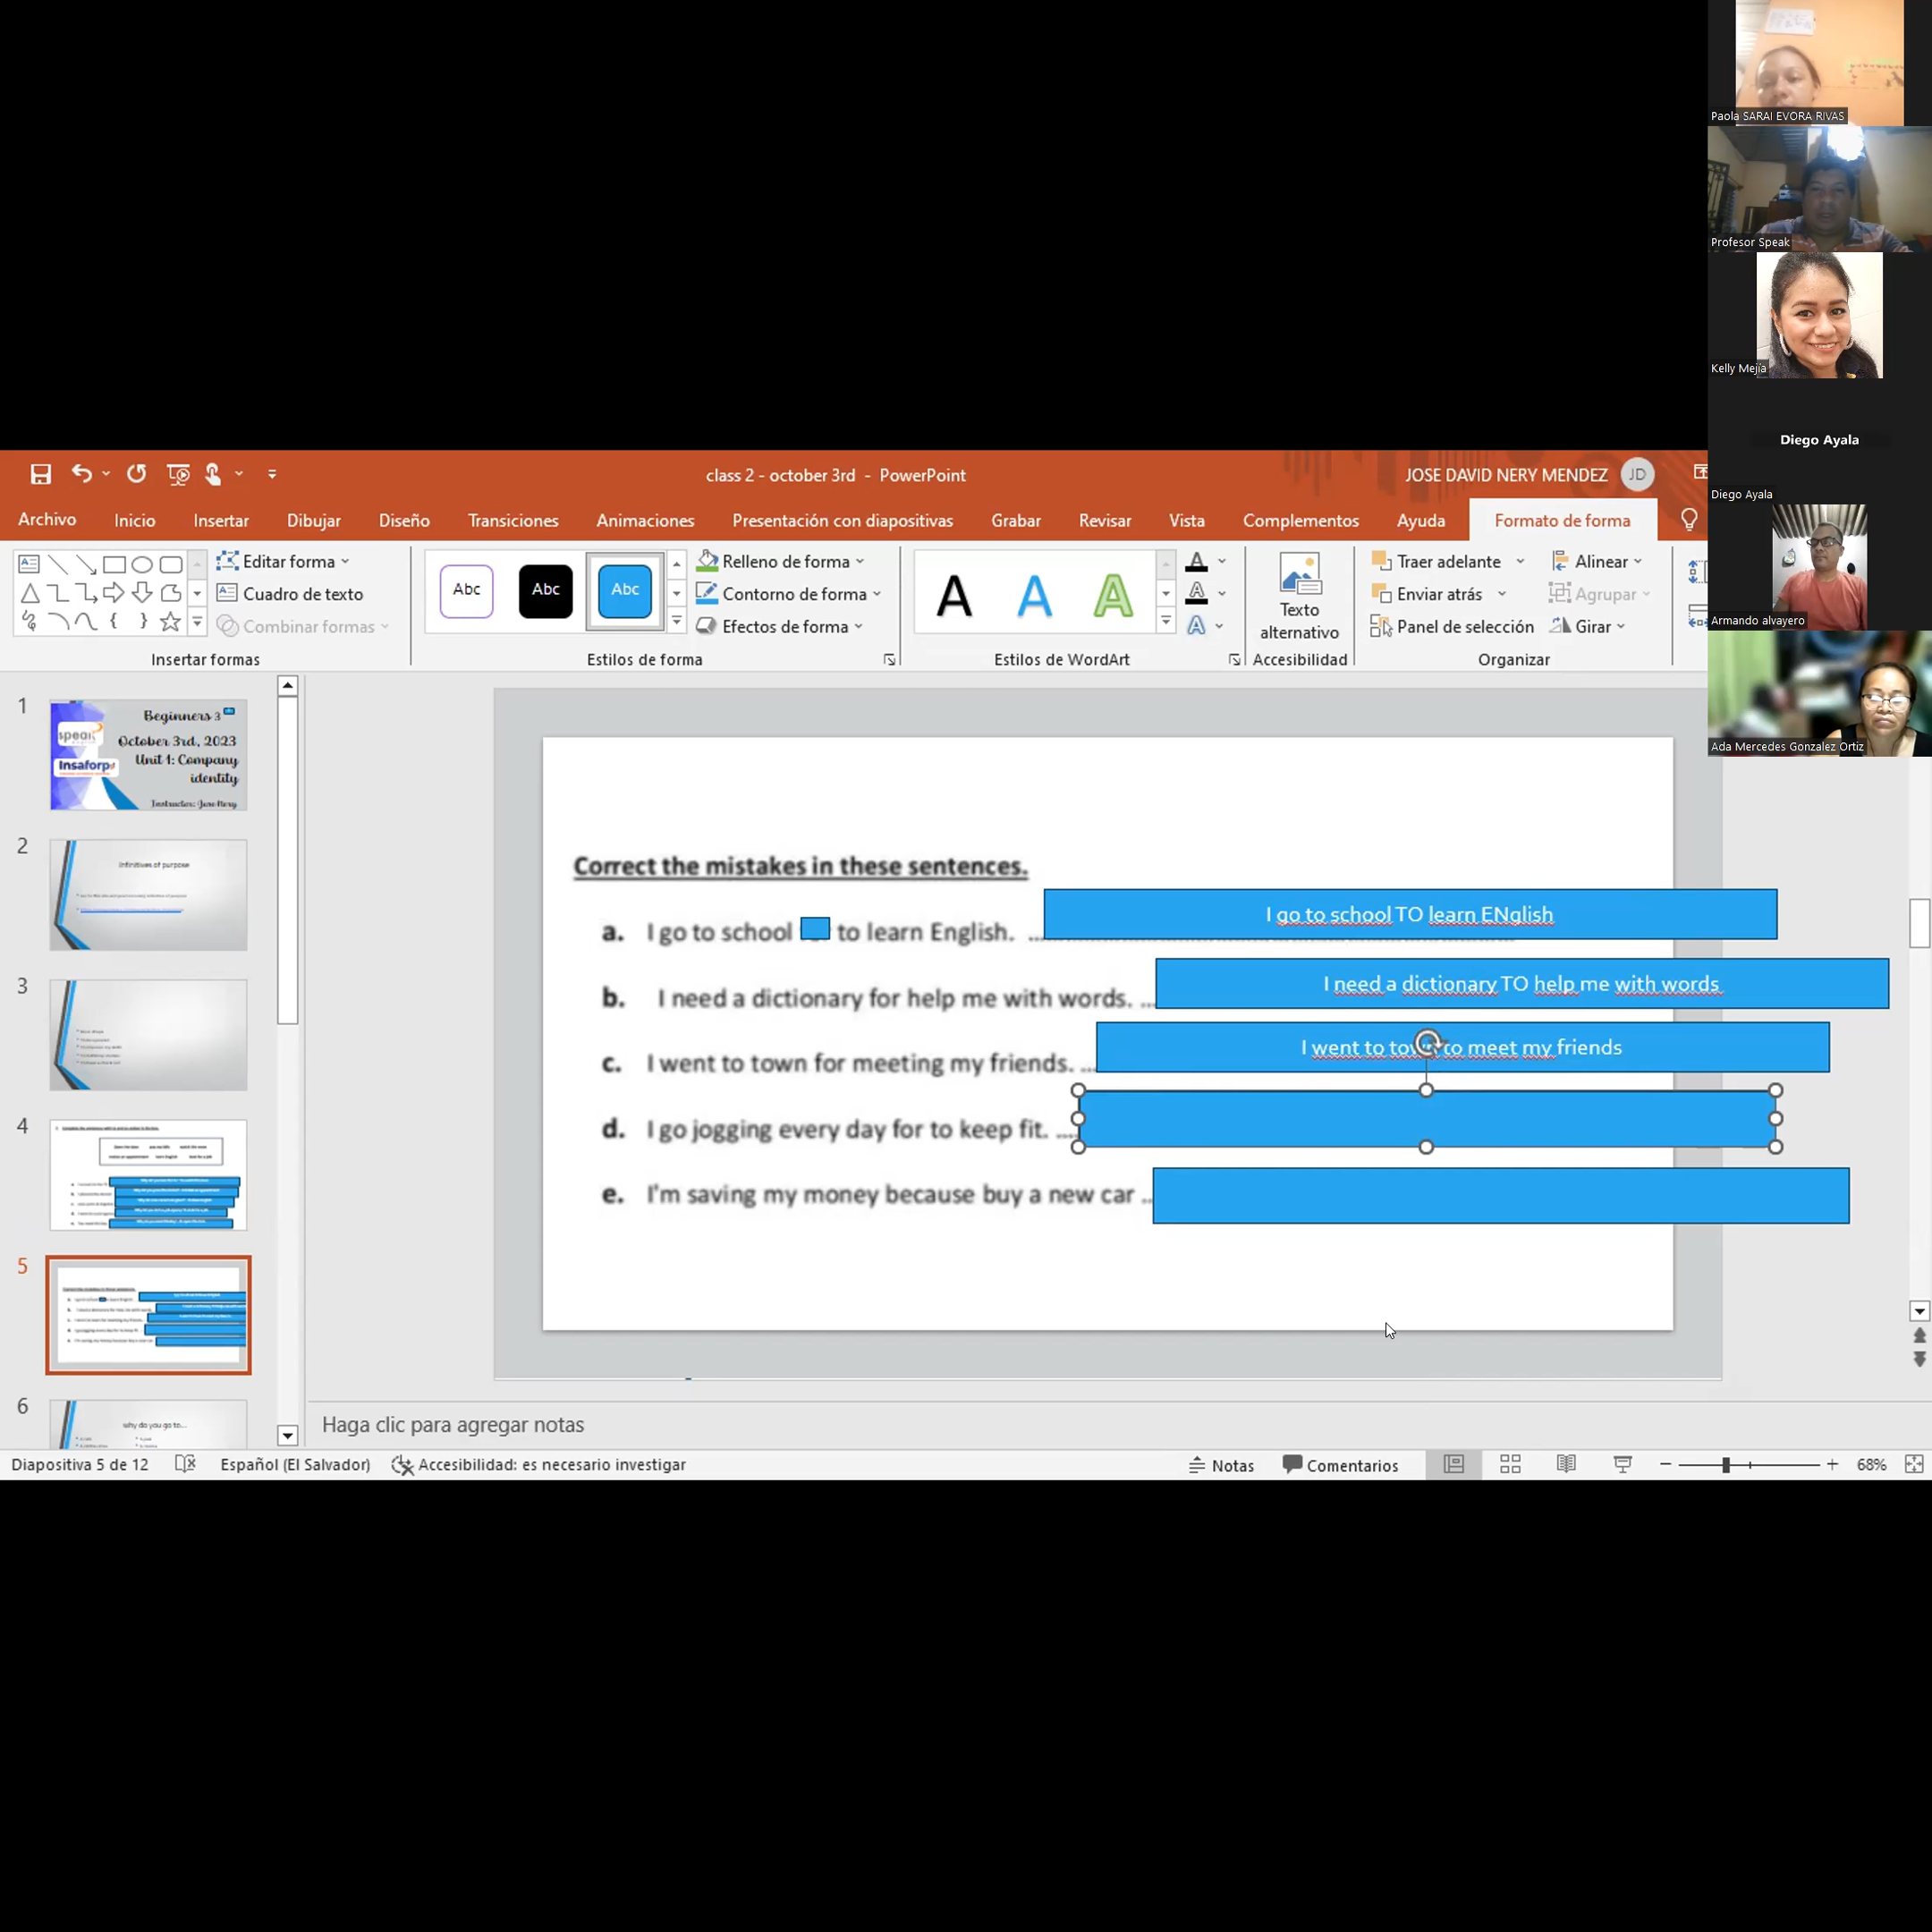 Paola SARAI EVORA RIVAS
Profesor Speak
Kelly Mejía
Diego Ayala
Diego Ayala
Armando alvayero
Ada Mercedes Gonzalez Ortiz
class 2 - october 3rd - PowerPoint
JOSE DAVID NERY MENDEZ JD
Archivo Inicio Insertar Dibujar Diseño Transiciones Animaciones Presentación con diapositivas Grabar Revisar Vista Complementos Ayuda Formato de forma
Editar forma
Cuadro de texto
Combinar formas
Insertar formas
Abc Abc Abc
Relleno de forma
Contorno de forma
Efectos de forma
Estilos de forma
A A A
Estilos de WordArt
Texto
alternativo
Accesibilidad
Traer adelante
Enviar atrás
Panel de selección
Alinear
Agrupar
Girar
Organizar
1
Beginners 3
speak
October 3rd, 2023
Insaforp
Unit 1: Company
identity
Instructor: Jose Nery
2
Infinitives of purpose
3
4
5
6
why do you go to...
Correct the mistakes in these sentences.
a. I go to school to learn English. ...
I go to school TO learn ENglish
b. I need a dictionary for help me with words. ...
I need a dictionary TO help me with words
c. I went to town for meeting my friends. ...
I went to town to meet my friends
d. I go jogging every day for to keep fit. ....
e. I'm saving my money because buy a new car ..
Haga clic para agregar notas
Diapositiva 5 de 12 Español (El Salvador) Accesibilidad: es necesario investigar Notas Comentarios 68%